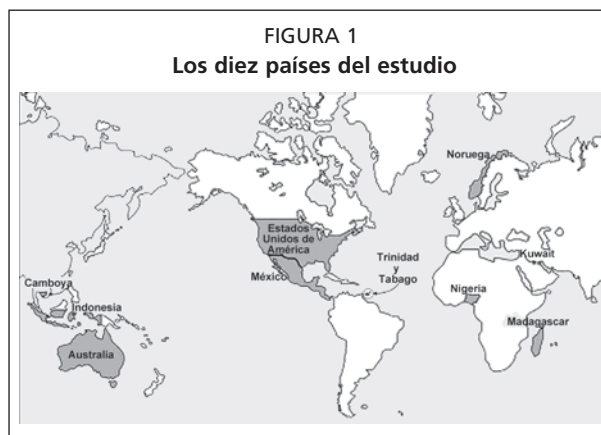 FIGURA 1
Los diez países del estudio
Noruega
Estados
Unidos de
América
Trinidad
y
Tabago
Kuwait
México
Camboya
Indonesia
Nigeria
Madagascar
Australia